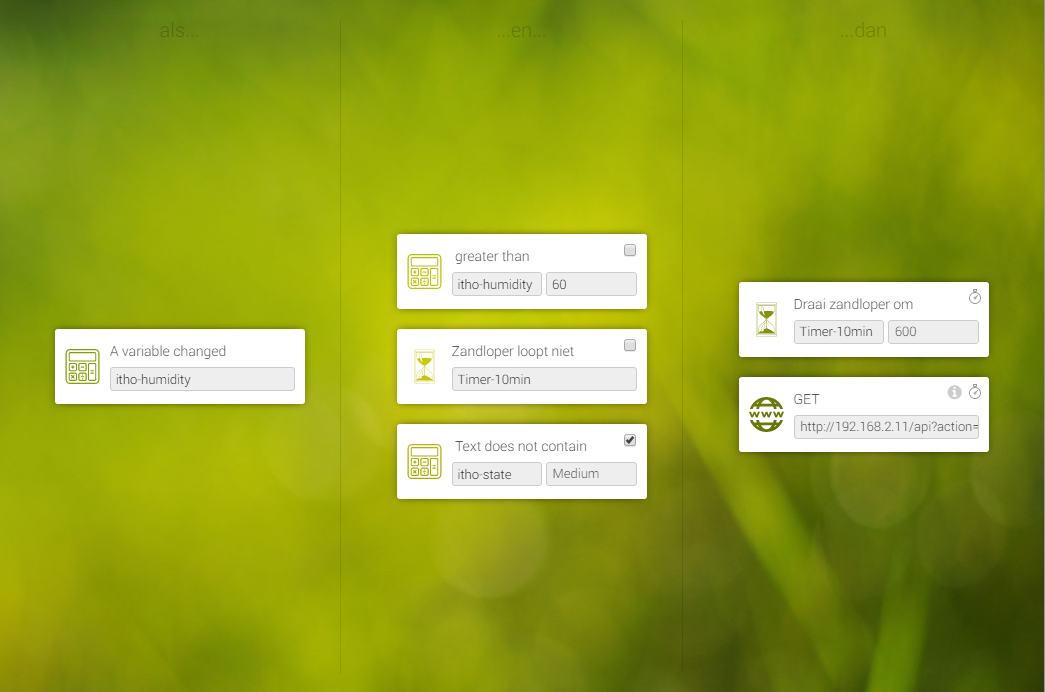 als...
...en...
...dan
A variable changed
itho-humidity
greater than
itho-humidity 60
Zandloper loopt niet
Timer-10min
Text does not contain
itho-state Medium
Draai zandloper om
Timer-10min 600
GET
http://192.168.2.11/api?action=
www